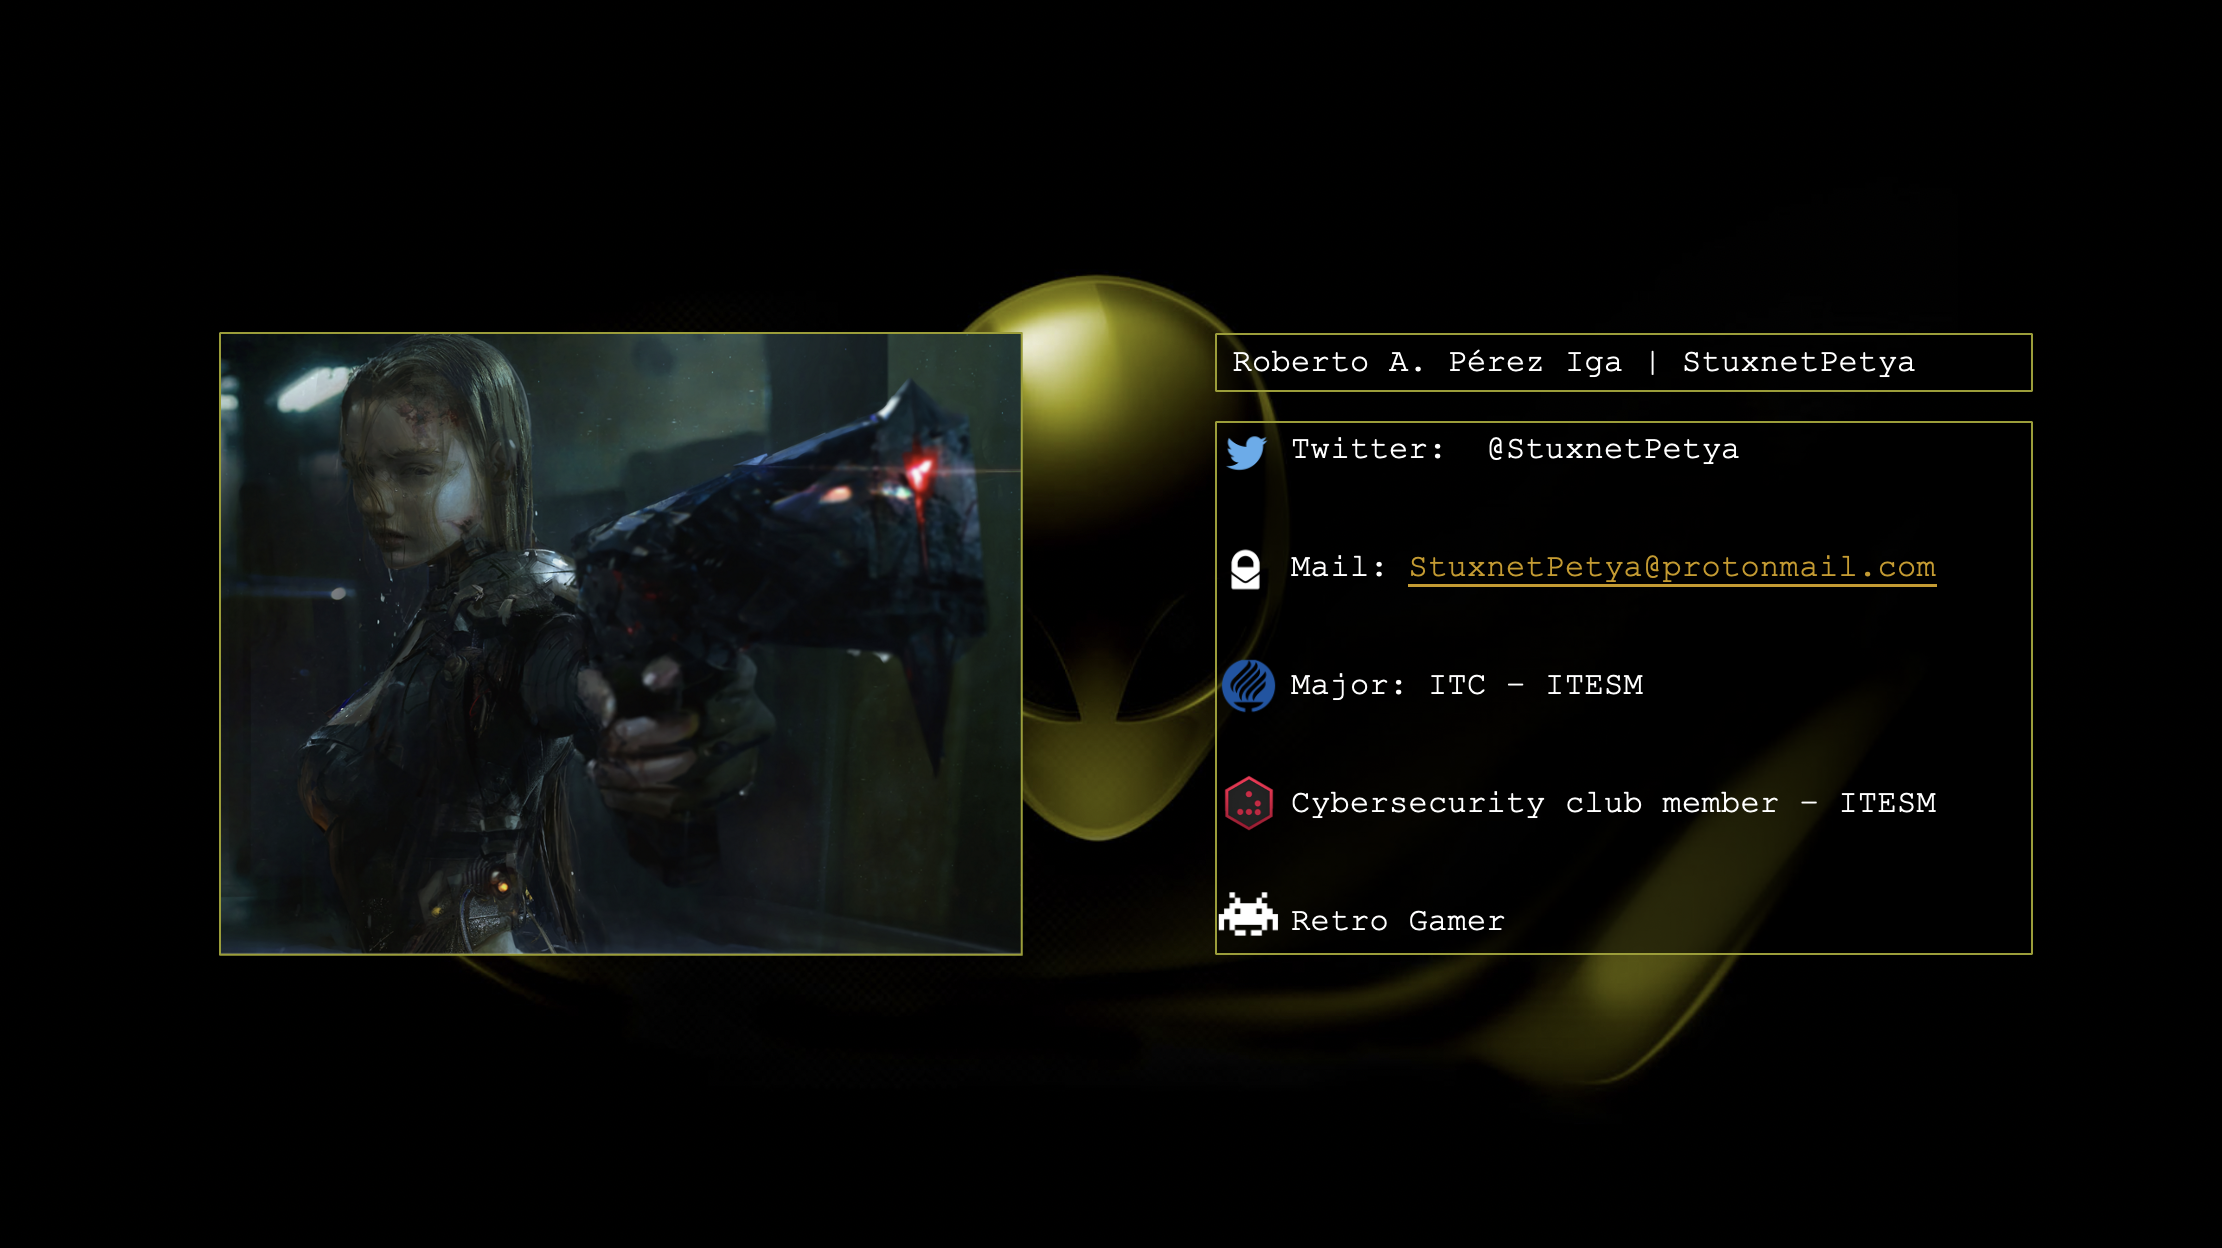 Roberto A. Pérez Iga | StuxnetPetya
Twitter: @StuxnetPetya
Mail: StuxnetPetya@protonmail.com
Major: ITC - ITESM
Cybersecurity club member - ITESM
Retro Gamer